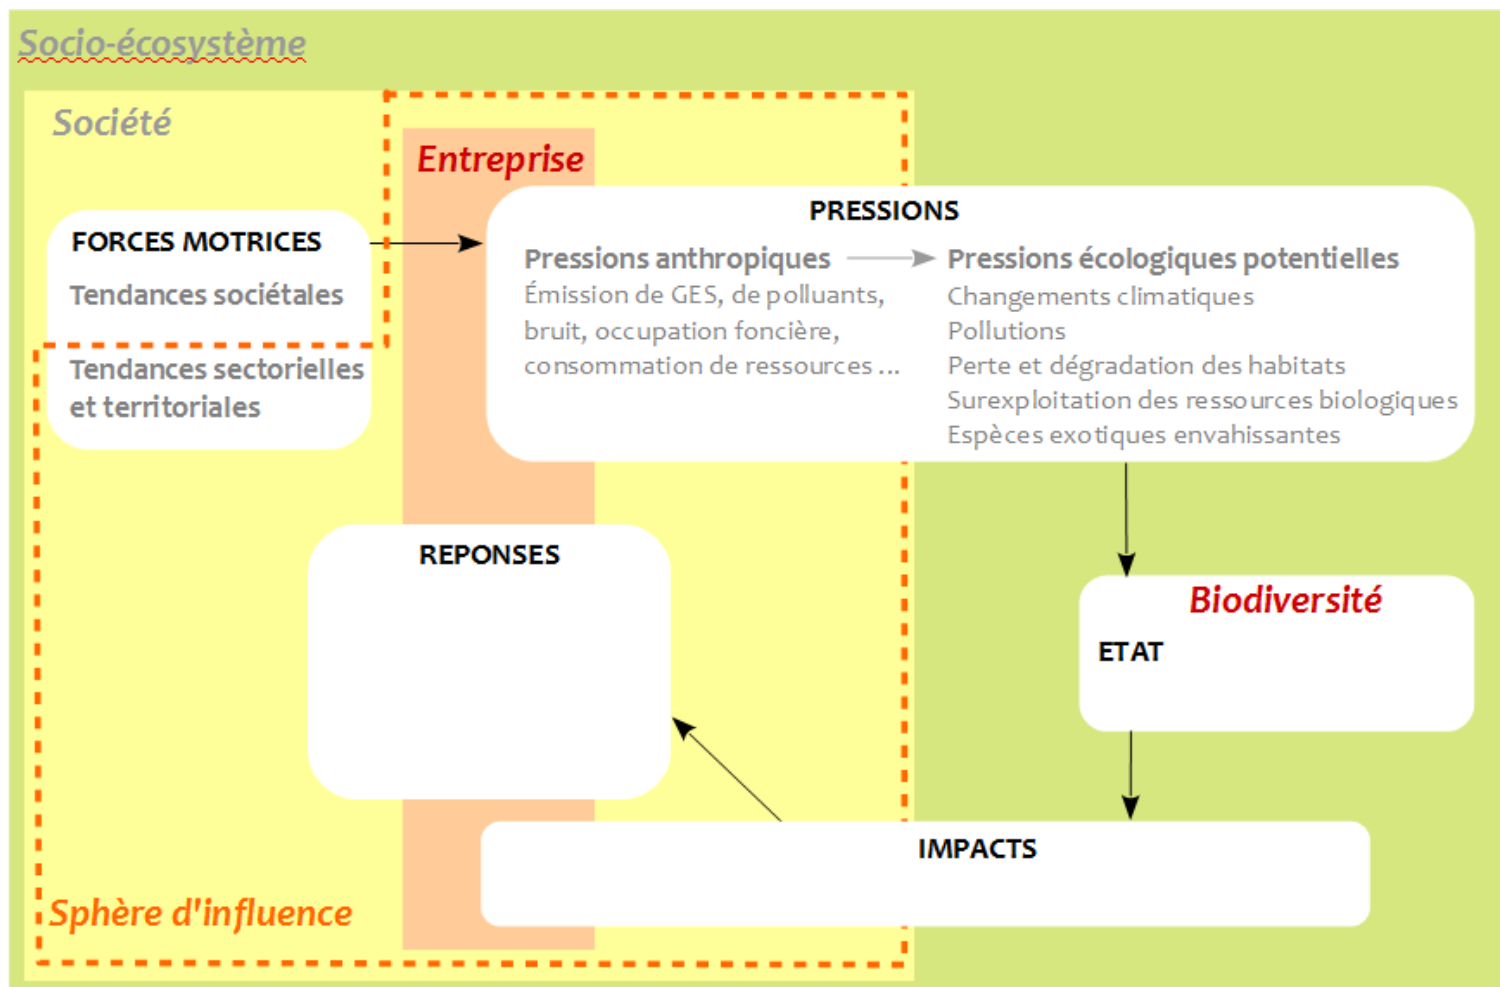 Socio-écosystème
Société
Entreprise
FORCES MOTRICES
Tendances sociétales
Tendances sectorielles
et territoriales
PRESSIONS
Pressions anthropiques
Émission de GES, de polluants,
bruit, occupation foncière,
consommation de ressources ...
Pressions écologiques potentielles
Changements climatiques
Pollutions
Perte et dégradation des habitats
Surexploitation des ressources biologiques
Espèces exotiques envahissantes
REPONSES
Biodiversité
ETAT
IMPACTS
Sphère d'influence